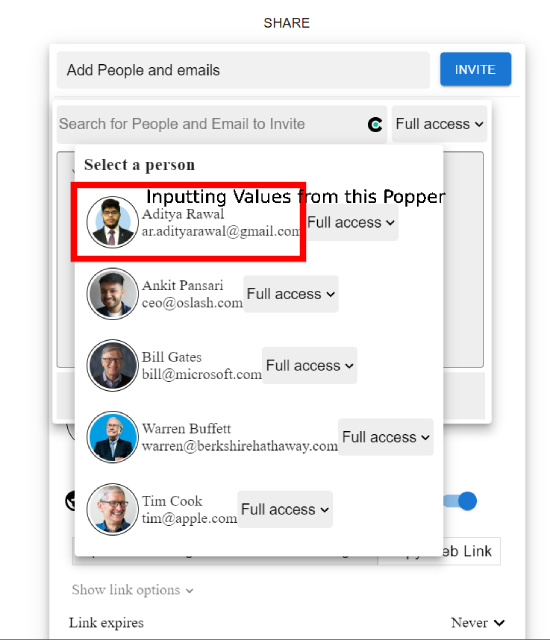 SHARE
Add People and emails
INVITE
Search for People and Email to Invite
Full access
Select a person
Inputting Values from this Popper
Aditya Rawal
ar.adityarawal@gmail.com
Full access
Ankit Pansari
ceo@oslash.com
Full access
Bill Gates
bill@microsoft.com
Full access
Warren Buffett
warren@berkshirehathaway.com
Full access
Tim Cook
tim@apple.com
Full access
Link
Show link options
Link expires
Never